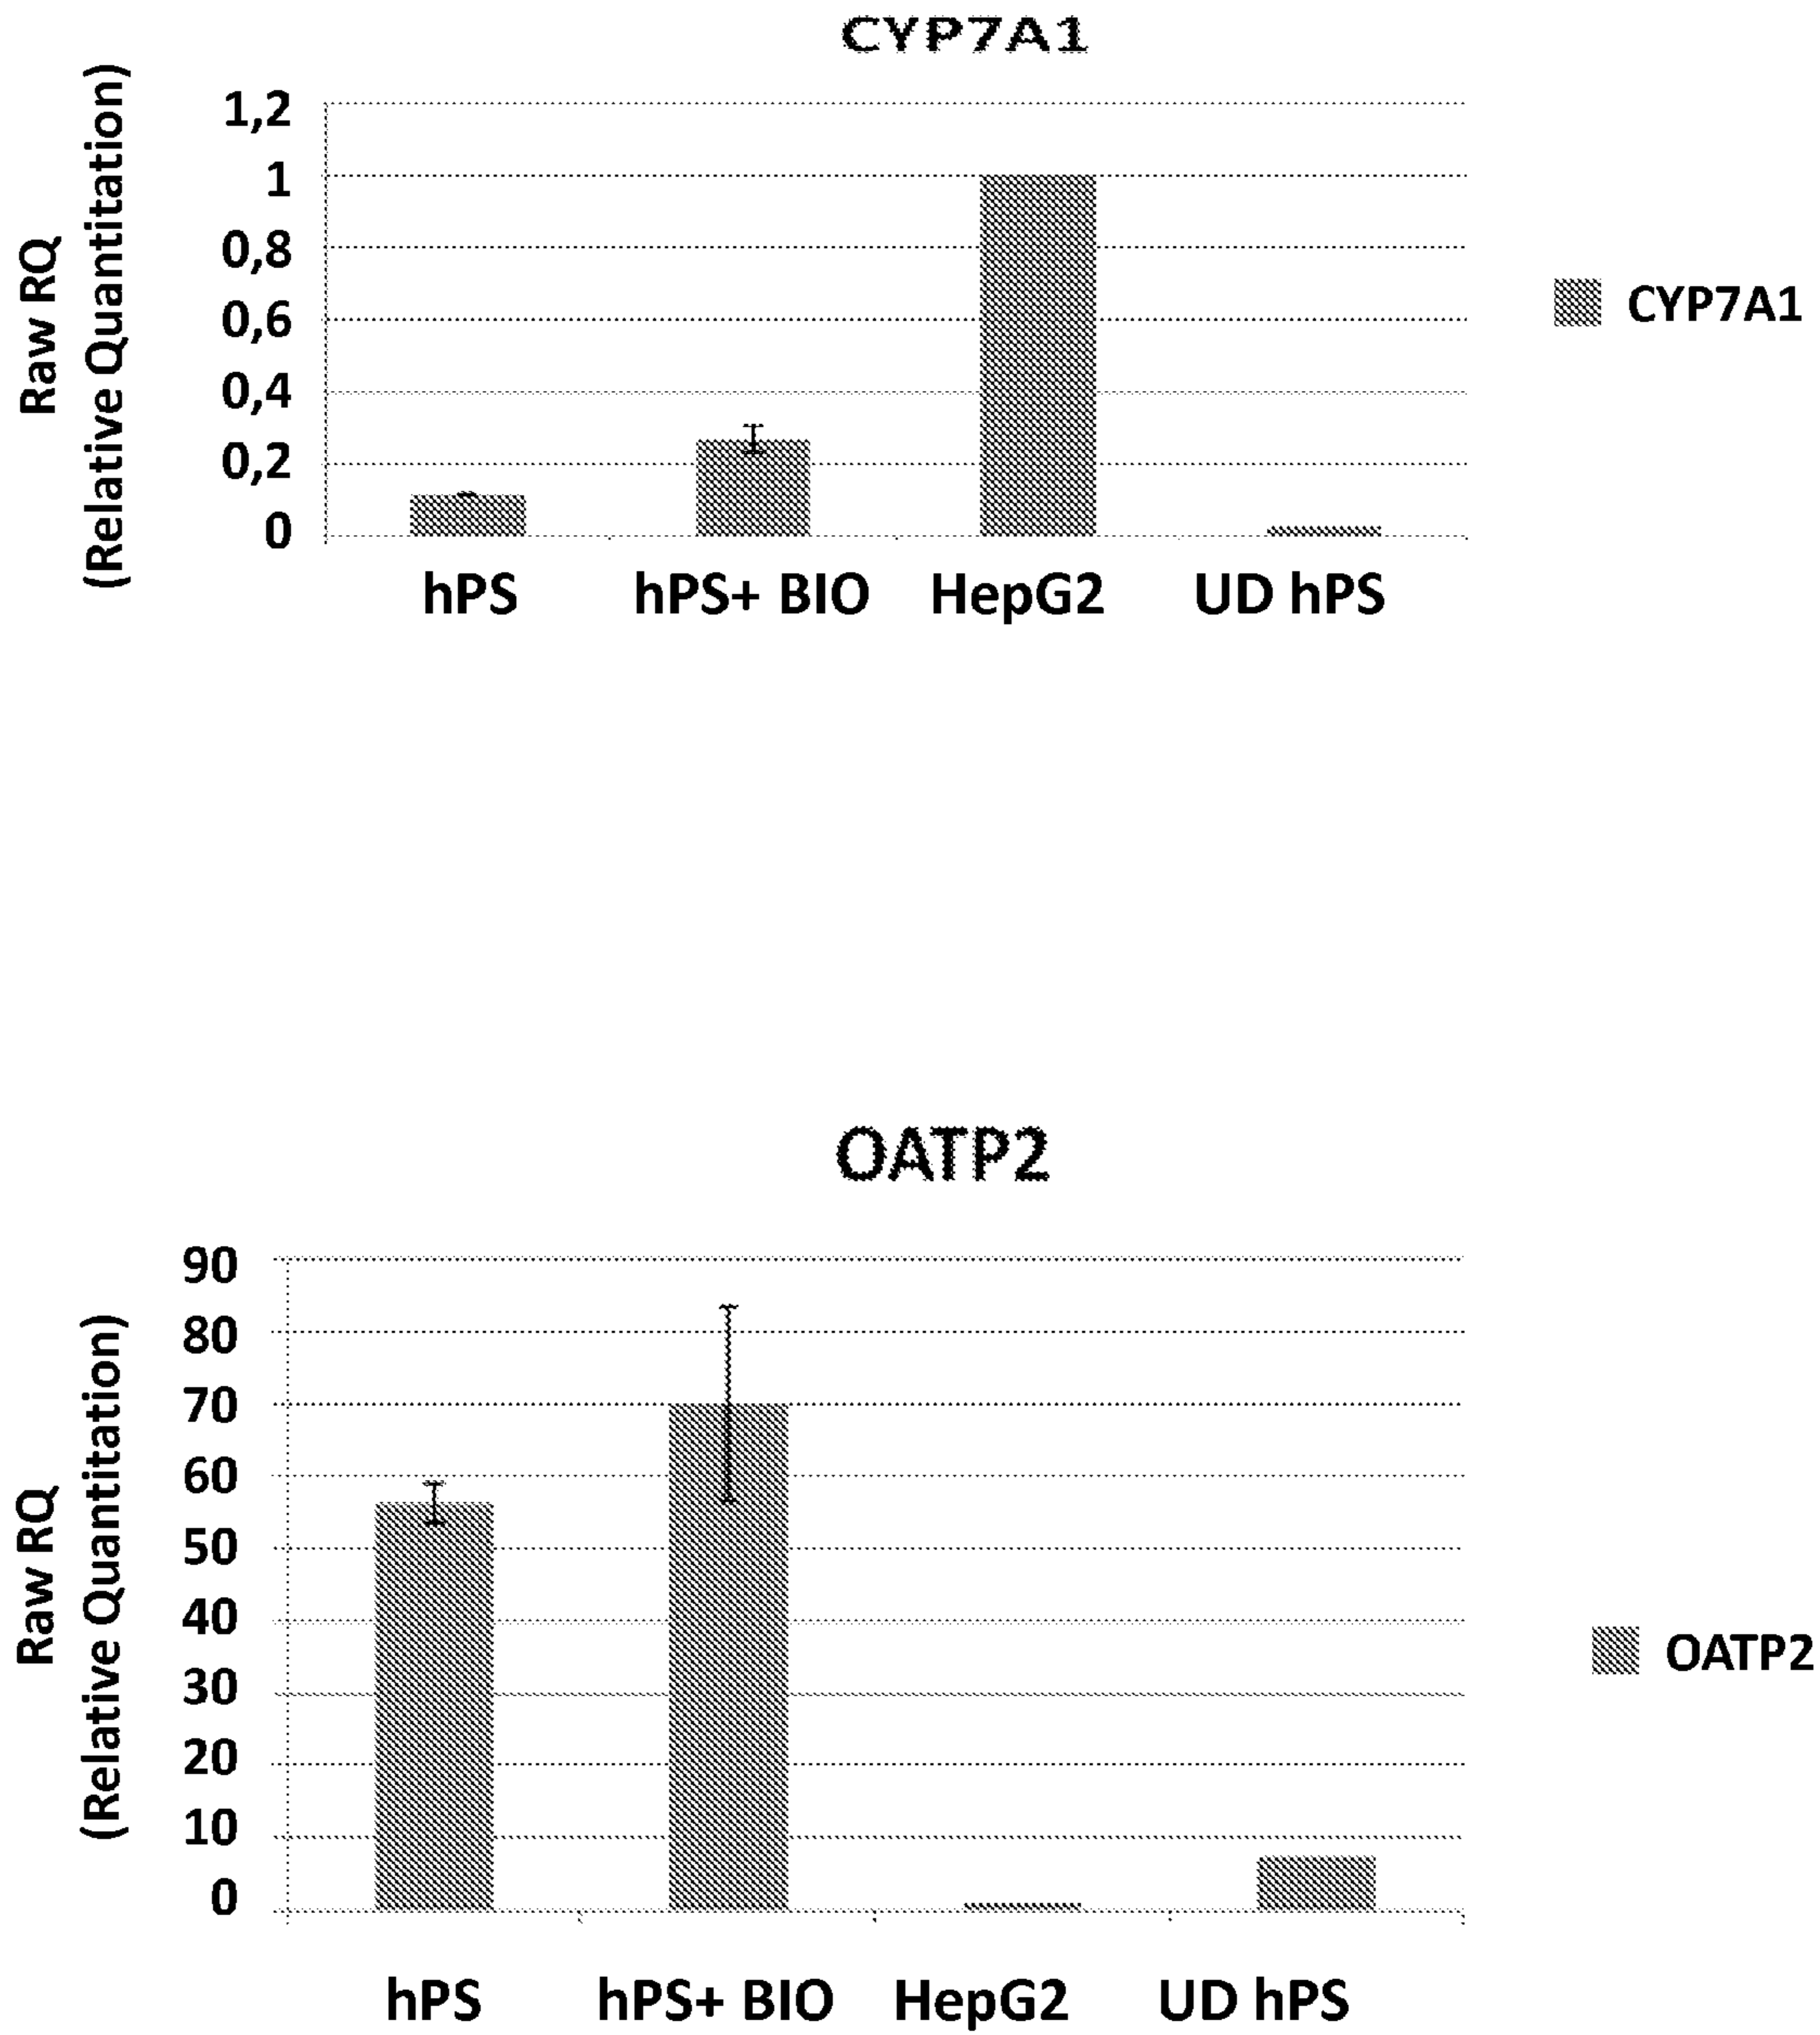 CYP7A1
Raw RQ
(Relative Quantitation)
1,2
1
0,8
0,6
0,4
0,2
0
hPS
hPS+ BIO
HepG2
UD hPS
CYP7A1
OATP2
Raw RQ
(Relative Quantitation)
90
80
70
60
50
40
30
20
10
0
hPS
hPS+ BIO
HepG2
UD hPS
OATP2